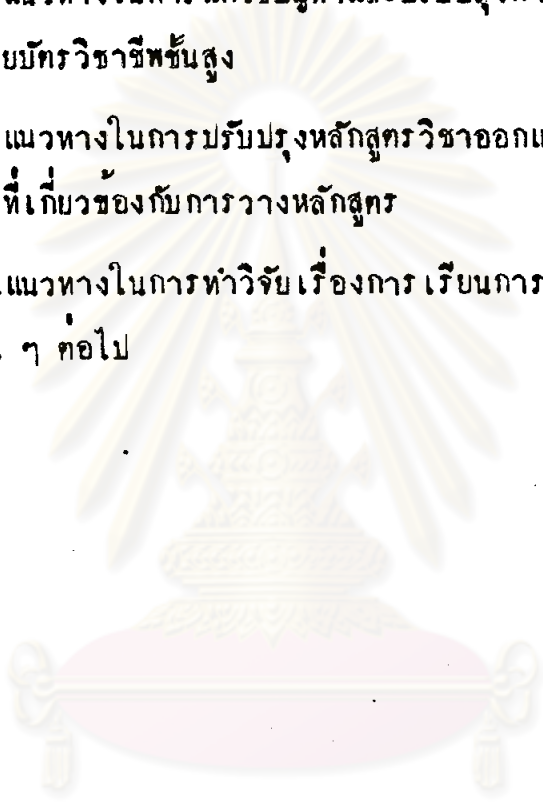 ยบัตรวิชาชีพชั้นสูง
แนวทางในการปรับปรุงหลักสูตรวิชาออกแ
ที่เกี่ยวข้องกับการวางหลักสูตร
แนวทางในการทำวิจัยเรื่องการเรียนการ
ๆ ต่อไป